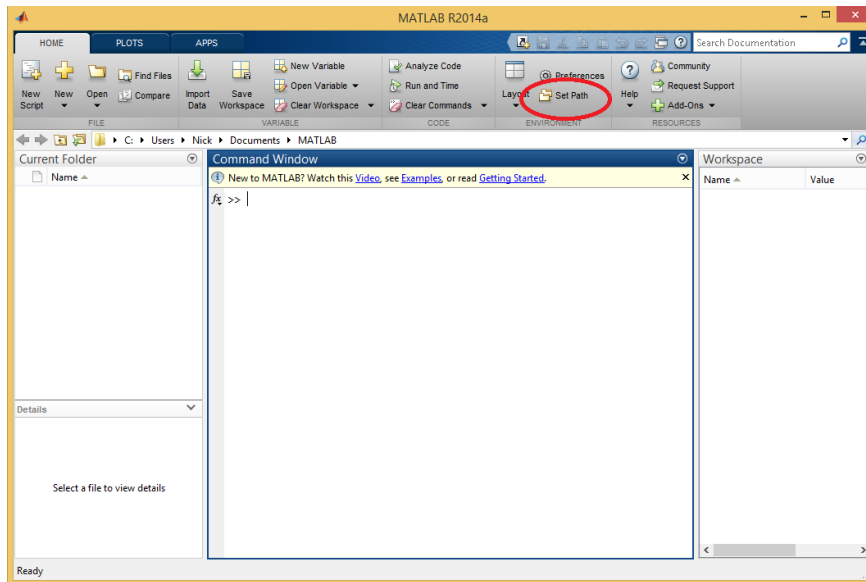 MATLAB R2014a
HOME PLOTS APPS
Search Documentation
New Script
New
Open
Find Files
Compare
FILE
Import Data
Save Workspace
New Variable
Open Variable
Clear Workspace
VARIABLE
Analyze Code
Run and Time
Clear Commands
CODE
Layout
Preferences
Set Path
ENVIRONMENT
Help
Community
Request Support
Add-Ons
RESOURCES
C: Users Nick Documents MATLAB
Current Folder
Name
Command Window
New to MATLAB? Watch this Video, see Examples, or read Getting Started.
fx >>
Workspace
Name Value
Details
Select a file to view details
Ready